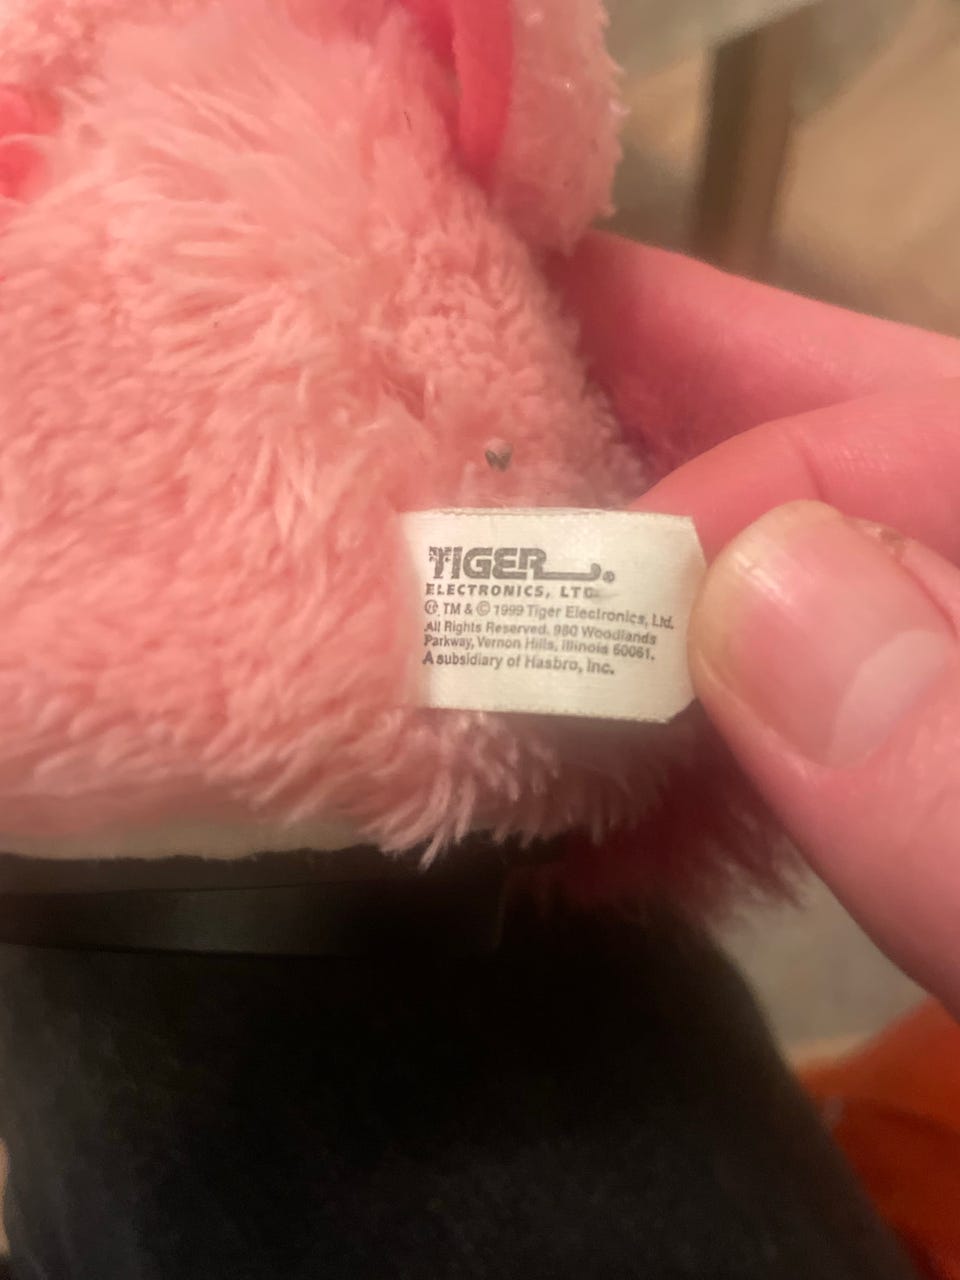 TIGER®
ELECTRONICS, LTD.
®, TM & © 1999 Tiger Electronics, Ltd.
All Rights Reserved. 980 Woodlands
Parkway, Vernon Hills, Illinois 60061.
A subsidiary of Hasbro, Inc.